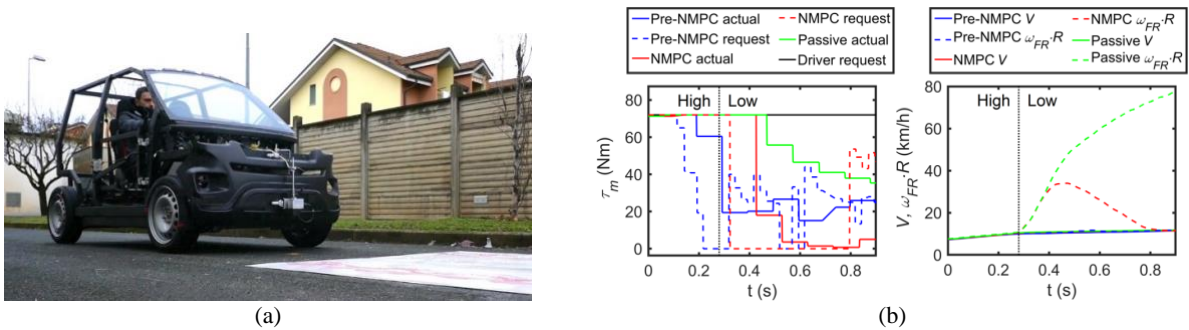 Pre-NMPC actual
NMPC request
Pre-NMPC request
Passive actual
NMPC actual
Driver request
Pre-NMPC V
NMPC ω_FR·R
Pre-NMPC ω_FR·R
Passive V
NMPC V
Passive ω_FR·R
80
60
40
20
0
τ_m (Nm)
High
Low
0
0.2
0.4
0.6
0.8
t (s)
80
60
40
20
0
V, ω_FR·R (km/h)
High
Low
0
0.2
0.4
0.6
0.8
t (s)
(a)
(b)